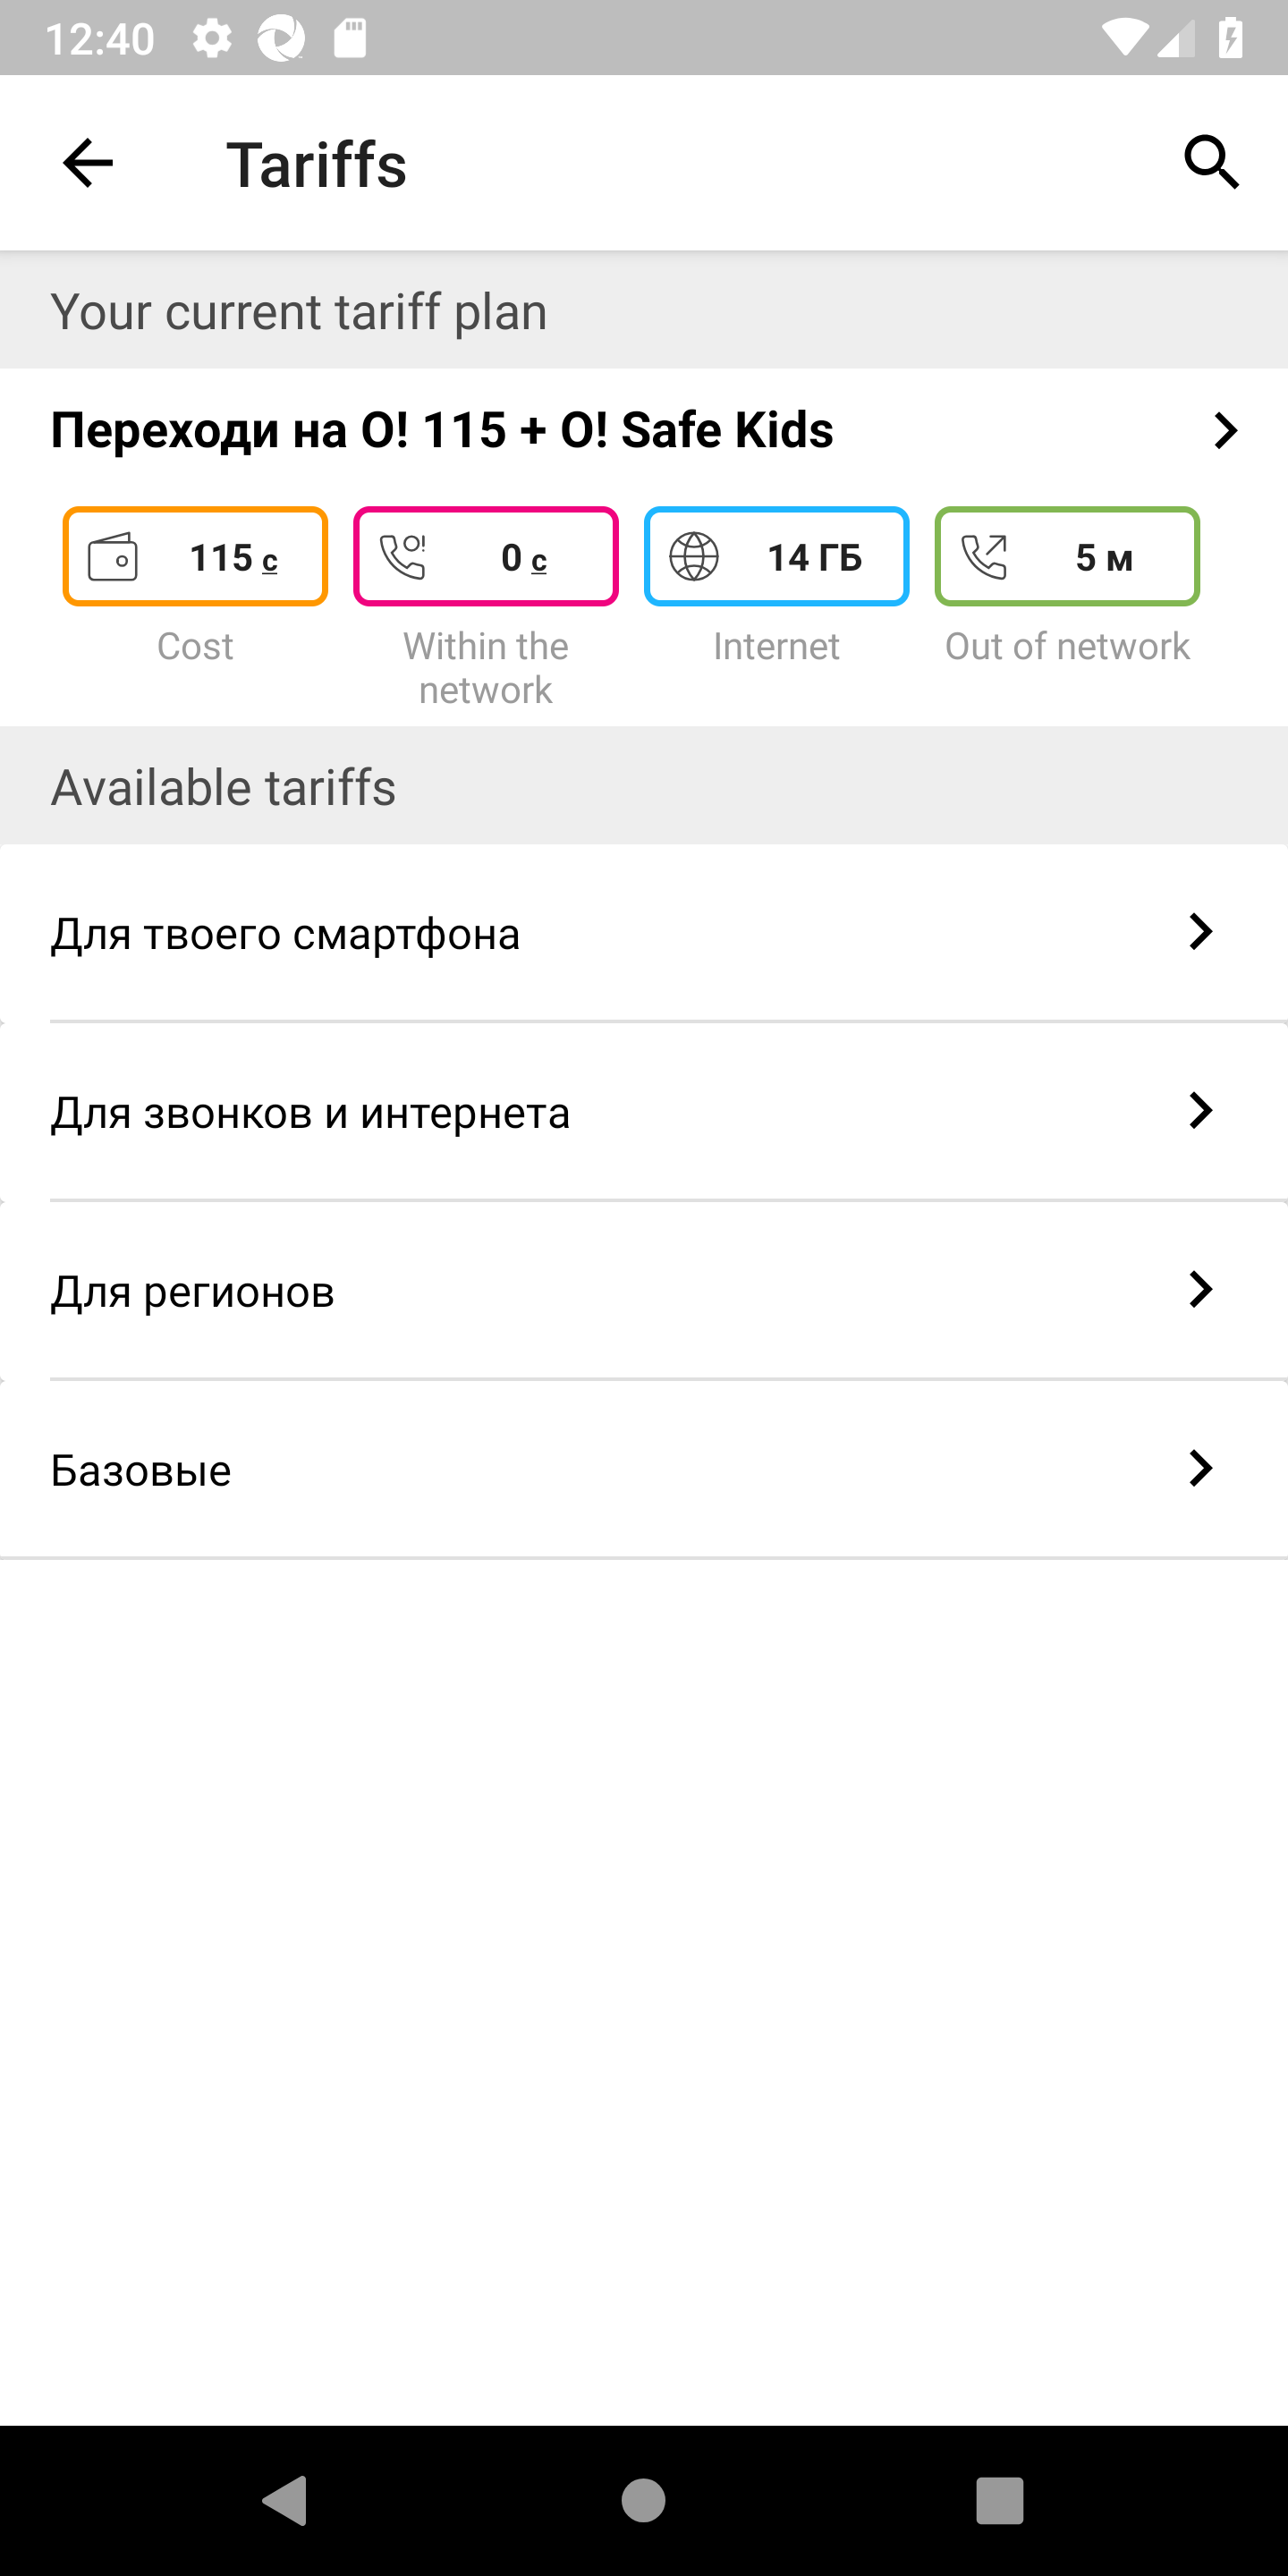 12:40
Tariffs
Your current tariff plan
Переходи на О! 115 + О! Safe Kids
115 с
0 с
14 ГБ
5 м
Cost
Within the
network
Internet
Out of network
Available tariffs
Для твоего смартфона
Для звонков и интернета
Для регионов
Базовые